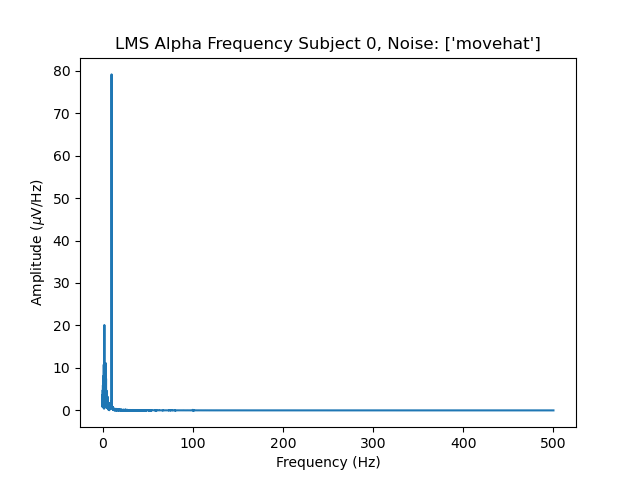 LMS Alpha Frequency Subject 0, Noise: ['movehat']
80
70
60
50
40
30
20
10
0
Amplitude (μV/Hz)
0 100 200 300 400 500
Frequency (Hz)